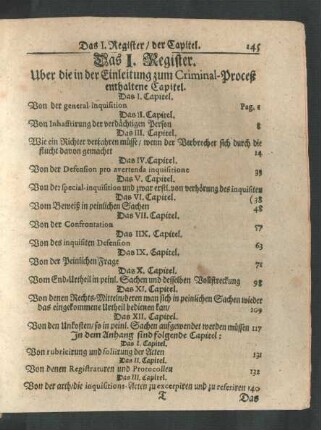 Das I. Register/ der Capitel. 145
Das I. Register.
Uber die in der Einleitung zum Criminal-Proceß
enthaltene Capitel.
Das I. Capitel.
Von der general inquisition Pag. 1
Das II. Capitel.
Von Inhafftirung der verdächtigen Person 8
Das III. Capitel.
Wie ein Richter verfahren müsse/ wenn der Verbrecher sich durch die
flucht davon gemachet 14
Das IV. Capitel.
Von der Defension pro avertenda inquisitione
Das V. Capitel.
Von der special-inquisition und zwar erstl. von verhörung des inquisiten
Das VI. Capitel. (38
Vom Beweiß in peinlichen Sachen 48
Das VII. Capitel.
Von der Confrontation 57
Das IIX. Capitel.
Von des inquisiten Defension 63
Das IX. Capitel.
Von der Peinlichen Frage 71
Das X. Capitel.
Vom End-Urtheil in peinl. Sachen und desselben Vollstreckung 98
Das XI. Capitel.
Von denen Rechts-Mitteln/deren man sich in peinlichen Sachen wieder
das eingekommene Urtheil bedienen kan/ 109
Das XII. Capitel.
Von den Unkosten/ so in peinl. Sachen aufgewendet werden müssen 117
In dem Anhang sind folgende Capitel:
Das I. Capitel.
Von rubricirung und foliirung der Acten 131
Das II. Capitel.
Von denen Registraturen und Protocollen 132
Das III. Capitel.
Von der arth/ die inquisitions-Acten zu excerpiren und zu referiren 140
T Das